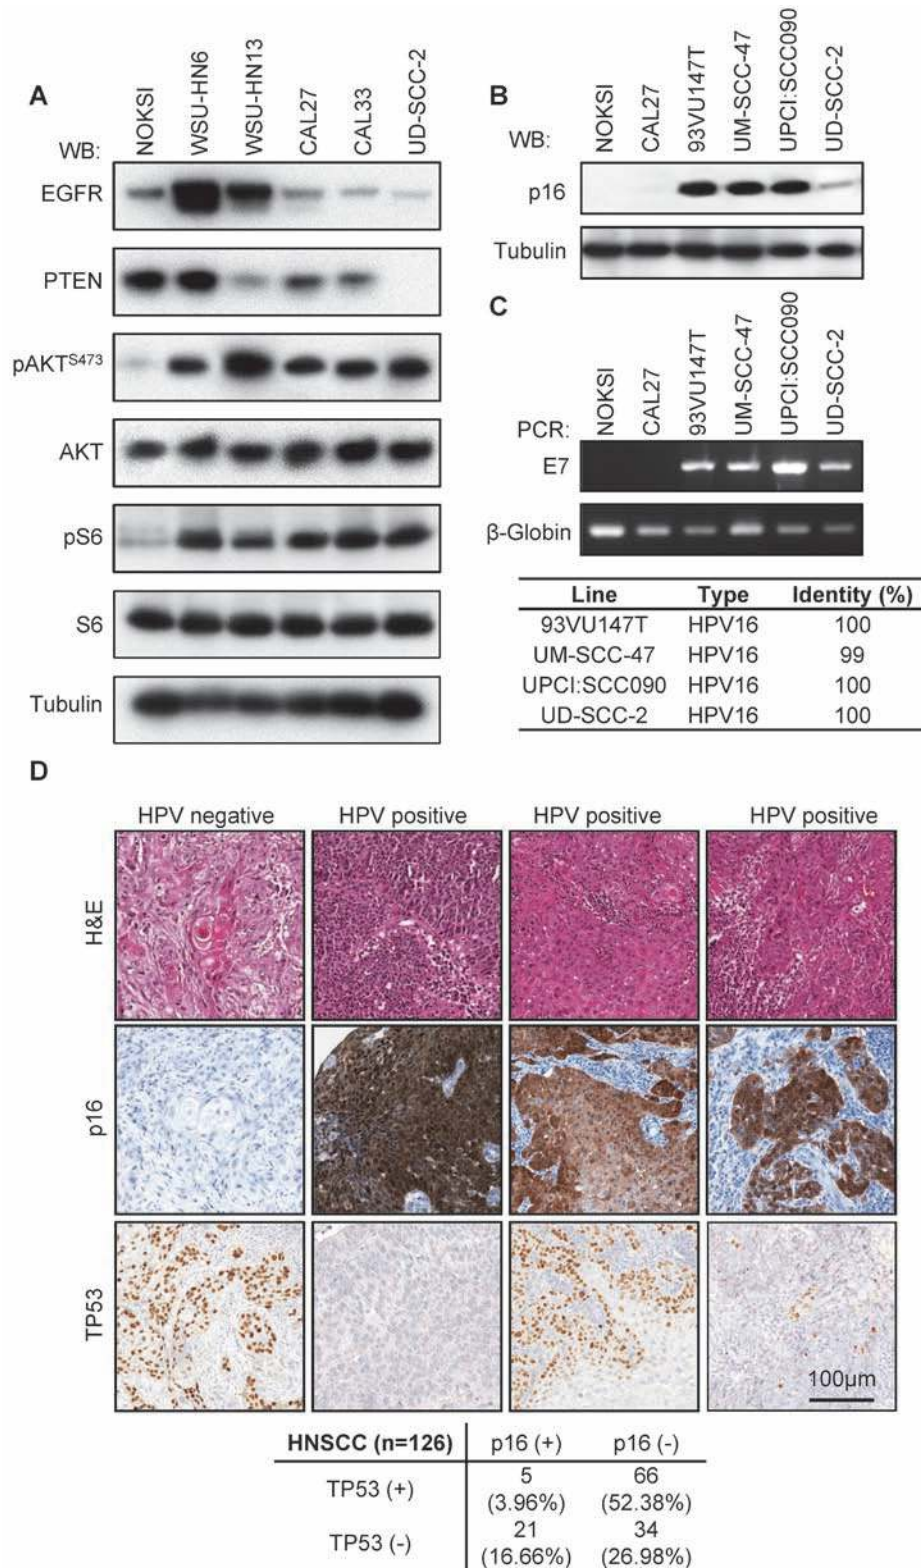 A
NOKSI WSU-HN6 WSU-HN13 CAL27 CAL33 UD-SCC-2
WB:
EGFR
PTEN
pAKTS473
AKT
pS6
S6
Tubulin
B
NOKSI CAL27 93VU147T UM-SCC-47 UPCI:SCC090 UD-SCC-2
WB:
p16
Tubulin
C
NOKSI CAL27 93VU147T UM-SCC-47 UPCI:SCC090 UD-SCC-2
PCR:
E7
β-Globin
Line Type Identity (%)
93VU147T HPV16 100
UM-SCC-47 HPV16 99
UPCI:SCC090 HPV16 100
UD-SCC-2 HPV16 100
D
HPV negative HPV positive HPV positive HPV positive
H&E
p16
TP53
100µm
HNSCC (n=126) p16 (+) p16 (-)
TP53 (+) 5 66
(3.96%) (52.38%)
TP53 (-) 21 34
(16.66%) (26.98%)